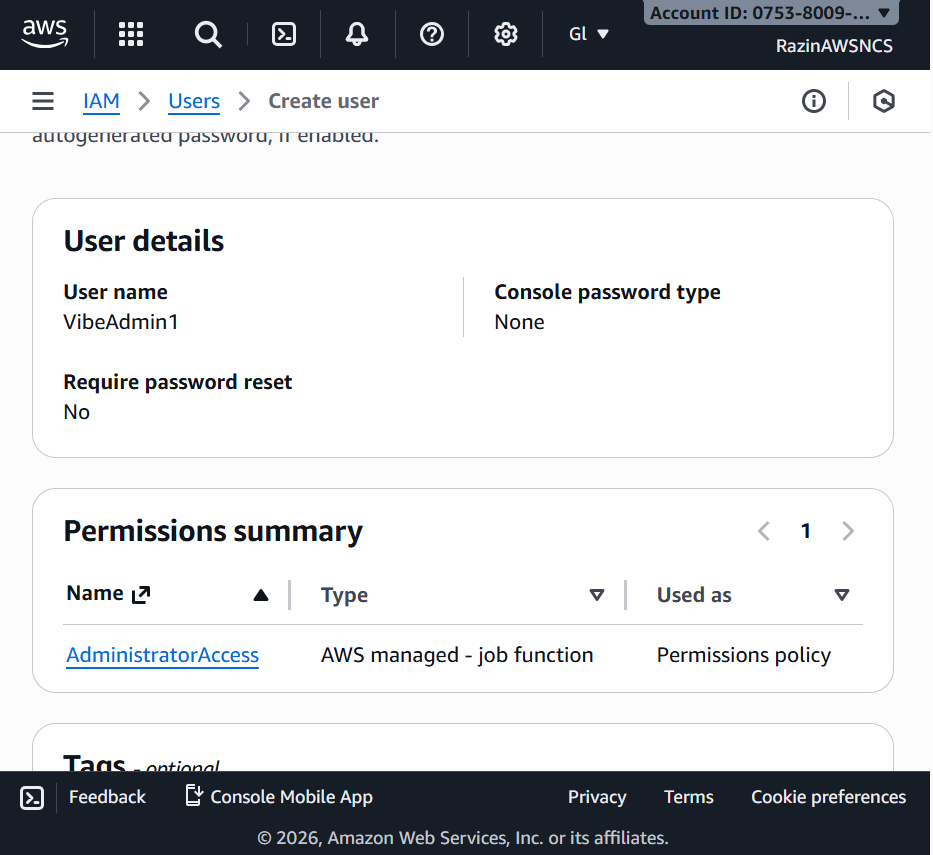 aws
Gl
Account ID: 0753-8009-...
RazinAWSNCS
IAM > Users > Create user
autogenerated password, if enabled.
User details
User name
VibeAdmin1
Console password type
None
Require password reset
No
Permissions summary
1
Name
Type
Used as
AdministratorAccess
AWS managed - job function
Permissions policy
Tags - optional
Feedback
Console Mobile App
Privacy
Terms
Cookie preferences
© 2026, Amazon Web Services, Inc. or its affiliates.